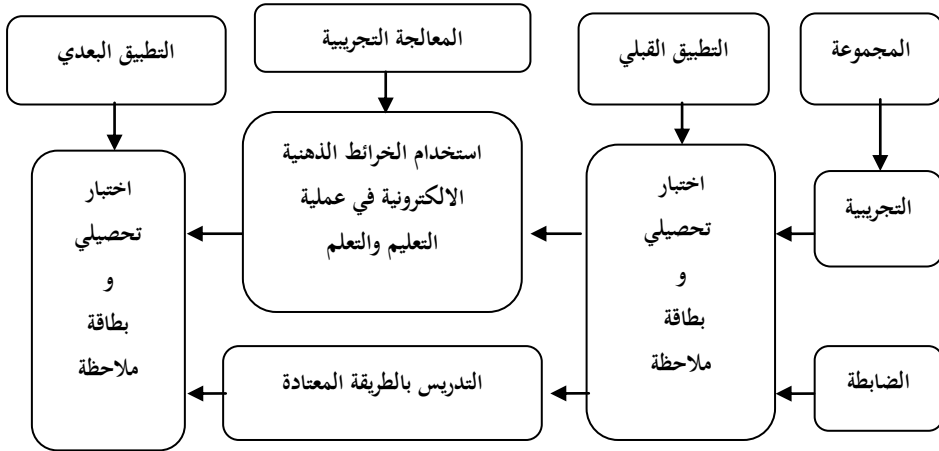 المجموعة
التطبيق القبلي
المعالجة التجريبية
التطبيق البعدي
التجريبية
الضابطة
اختبار
تحصيلي
و
بطاقة
ملاحظة
استخدام الخرائط الذهنية
الالكترونية في عملية
التعليم والتعلم
التدريس بالطريقة المعتادة
اختبار
تحصيلي
و
بطاقة
ملاحظة